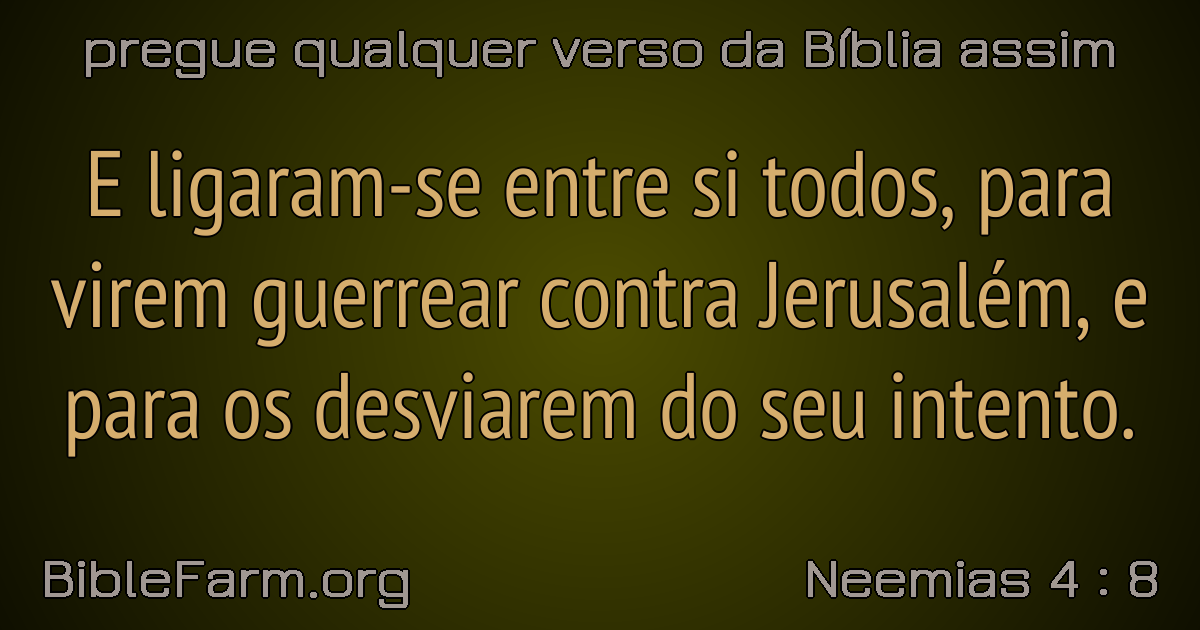 pregue qualquer verso da Bíblia assim
E ligaram-se entre si todos, para
virem guerrear contra Jerusalém, e
para os desviarem do seu intento.
BibleFarm.org
Neemias 4 : 8